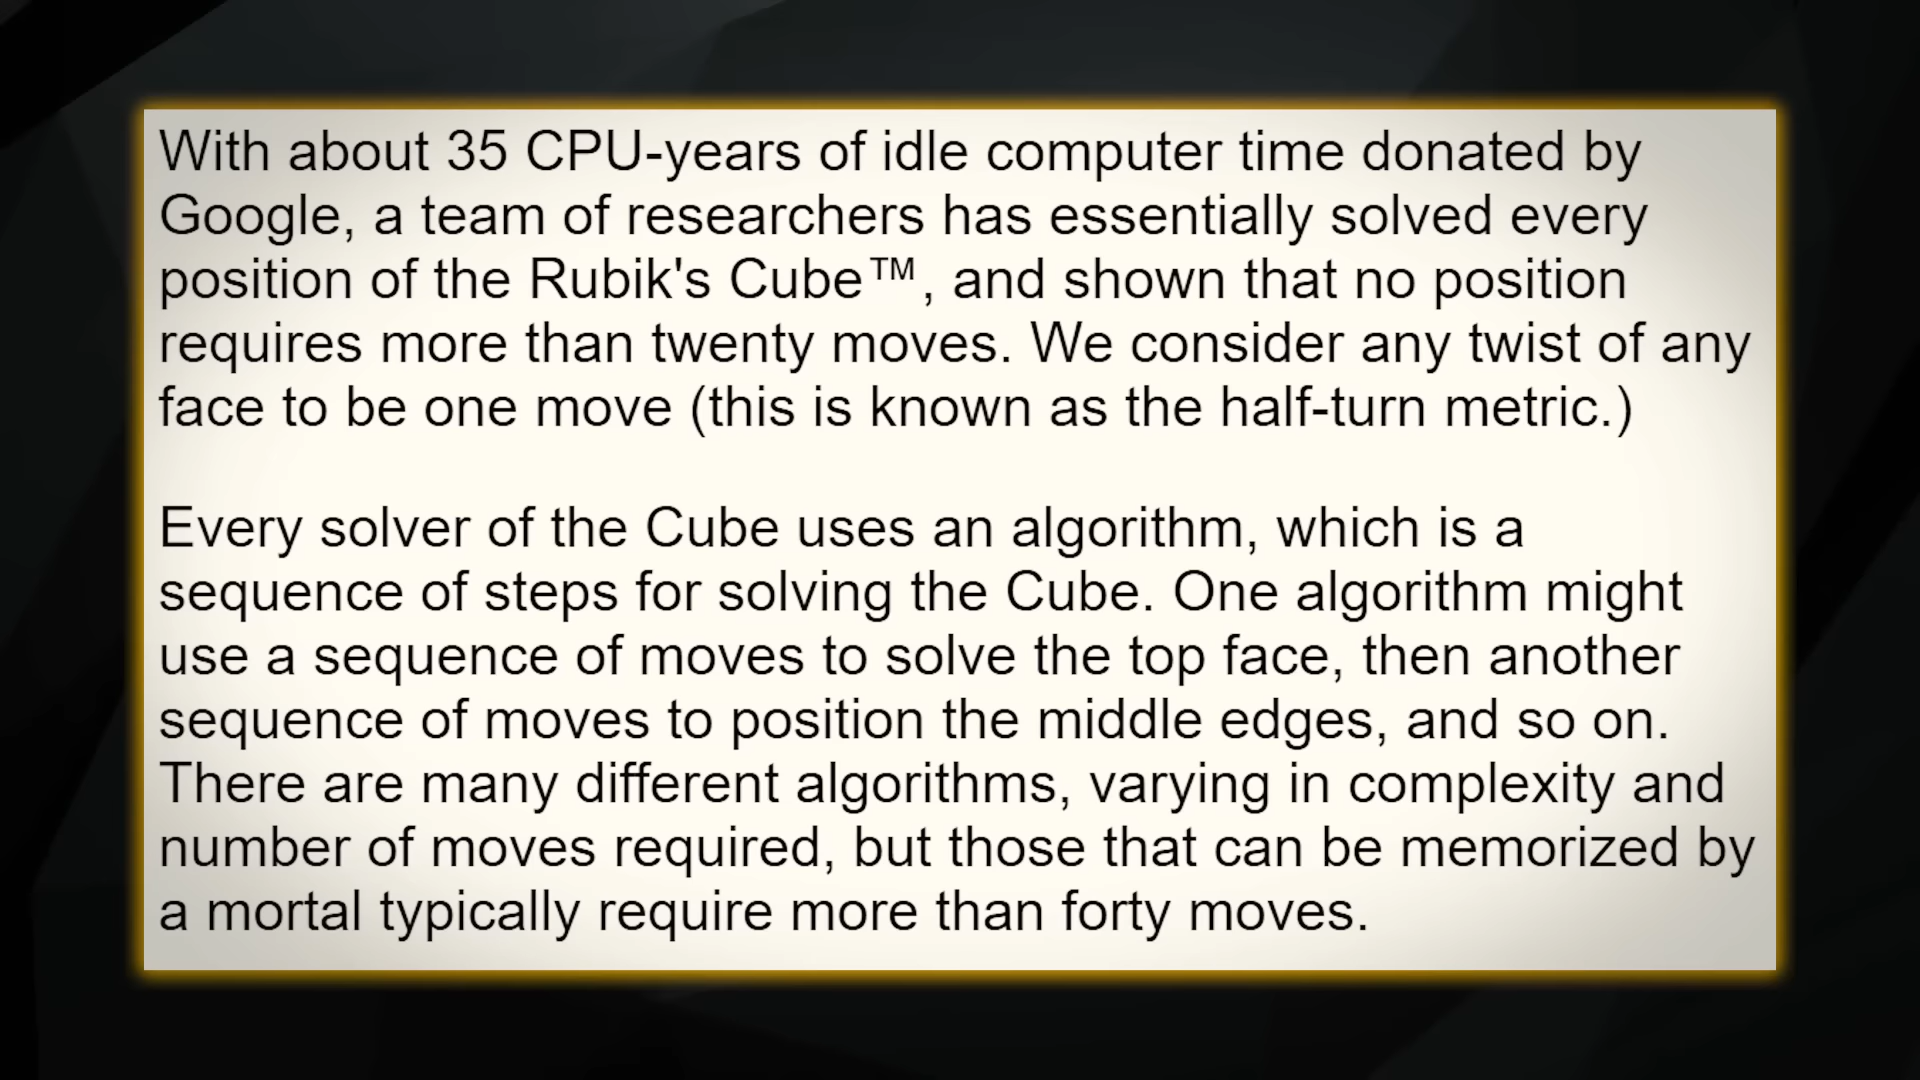 With about 35 CPU-years of idle computer time donated by
Google, a team of researchers has essentially solved every
position of the Rubik's Cube™, and shown that no position
requires more than twenty moves. We consider any twist of any
face to be one move (this is known as the half-turn metric.)
Every solver of the Cube uses an algorithm, which is a
sequence of steps for solving the Cube. One algorithm might
use a sequence of moves to solve the top face, then another
sequence of moves to position the middle edges, and so on.
There are many different algorithms, varying in complexity and
number of moves required, but those that can be memorized by
a mortal typically require more than forty moves.